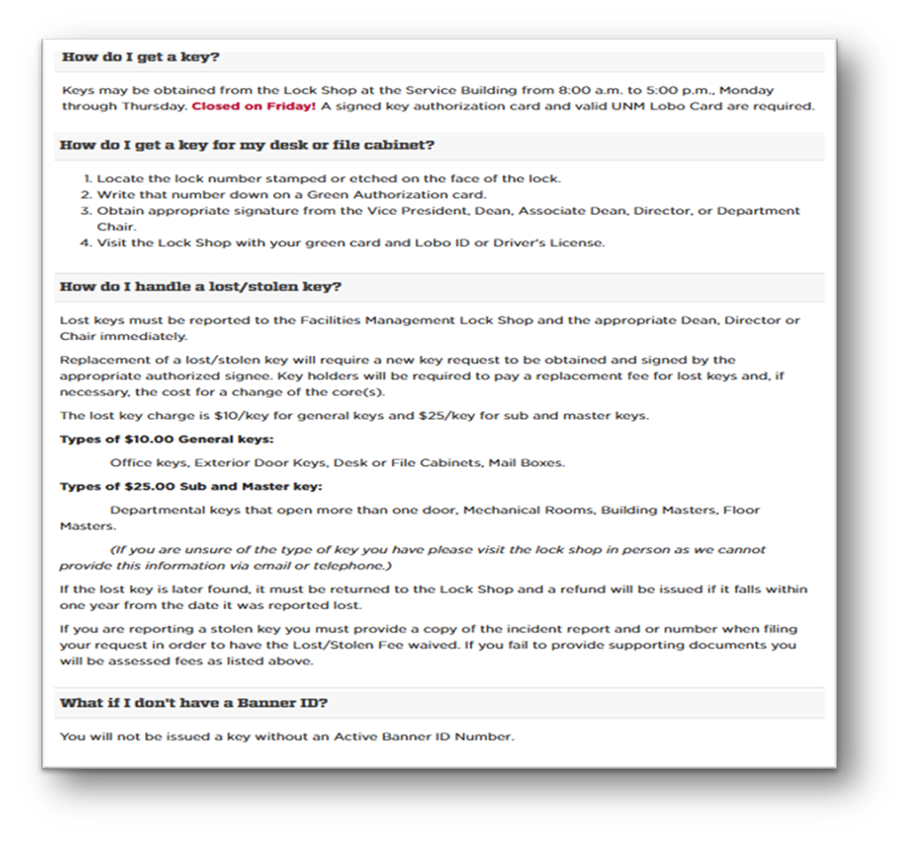 How do I get a key?
Keys may be obtained from the Lock Shop at the Service Building from 8:00 a.m. to 5:00 p.m., Monday
through Thursday. Closed on Friday! A signed key authorization card and valid UNM Lobo Card are required.
How do I get a key for my desk or file cabinet?
1. Locate the lock number stamped or etched on the face of the lock.
2. Write that number down on a Green Authorization card.
3. Obtain appropriate signature from the Vice President, Dean, Associate Dean, Director, or Department
Chair.
4. Visit the Lock Shop with your green card and Lobo ID or Driver's License.
How do I handle a lost/stolen key?
Lost keys must be reported to the Facilities Management Lock Shop and the appropriate Dean, Director or
Chair immediately.
Replacement of a lost/stolen key will require a new key request to be obtained and signed by the
appropriate authorized signee. Key holders will be required to pay a replacement fee for lost keys and, if
necessary, the cost for a change of the core(s).
The lost key charge is $10/key for general keys and $25/key for sub and master keys.
Types of $10.00 General keys:
Office keys, Exterior Door Keys, Desk or File Cabinets, Mail Boxes.
Types of $25.00 Sub and Master key:
Departmental keys that open more than one door, Mechanical Rooms, Building Masters, Floor
Masters.
(If you are unsure of the type of key you have please visit the lock shop in person as we cannot
provide this information via email or telephone.)
If the lost key is later found, it must be returned to the Lock Shop and a refund will be issued if it falls within
one year from the date it was reported lost.
If you are reporting a stolen key you must provide a copy of the incident report and or number when filing
your request in order to have the Lost/Stolen Fee waived. If you fail to provide supporting documents you
will be assessed fees as listed above.
What if I don't have a Banner ID?
You will not be issued a key without an Active Banner ID Number.